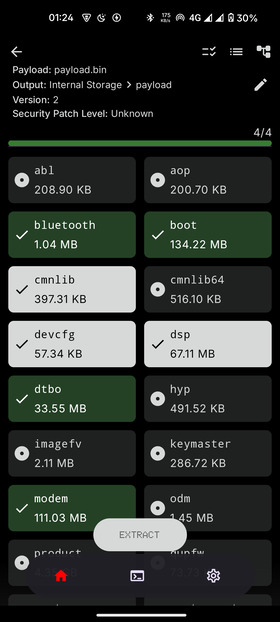 01:24 175 KB/S 4G 30%
Payload: payload.bin
Output: Internal Storage > payload
Version: 2
Security Patch Level: Unknown
4/4
abl
208.90 KB
aop
200.70 KB
bluetooth
1.04 MB
boot
134.22 MB
cmnlib
397.31 KB
cmnlib64
516.10 KB
devcfg
57.34 KB
dsp
67.11 MB
dtbo
33.55 MB
hyp
491.52 KB
imagefv
2.11 MB
keymaster
286.72 KB
modem
111.03 MB
odm
1.45 MB
EXTRACT
product